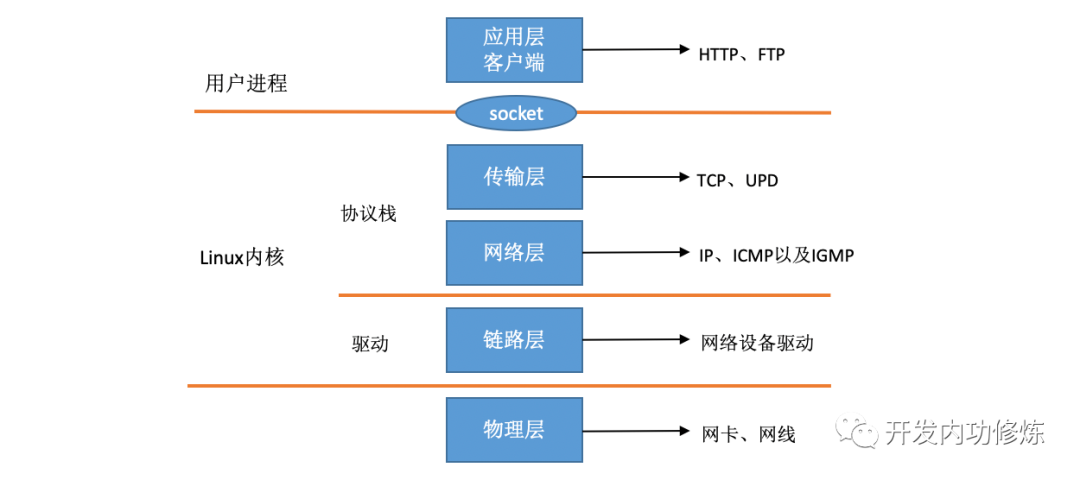 应用层
客户端
HTTP、FTP
用户进程
socket
传输层
TCP、UPD
协议栈
网络层
Linux内核
IP、ICMP以及IGMP
驱动
链路层
网络设备驱动
物理层
网卡、网线
开发内功修炼